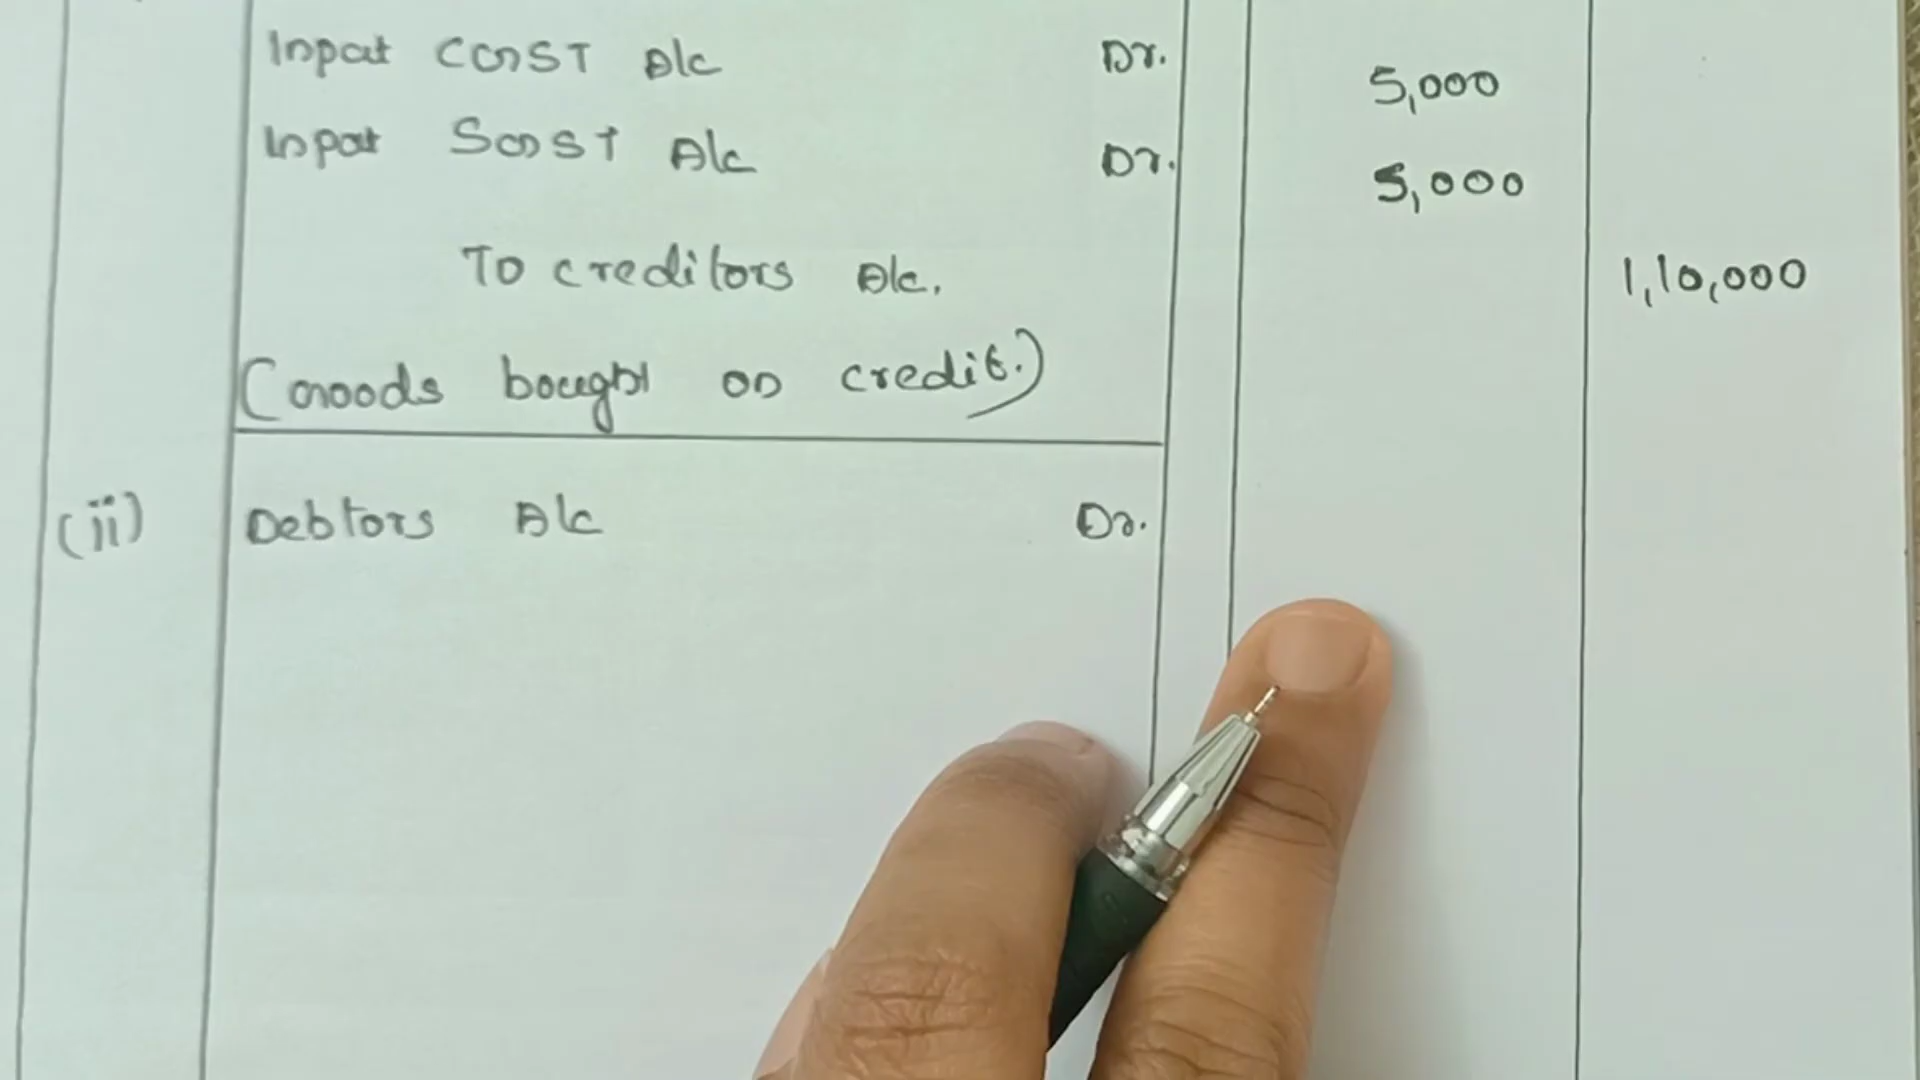 Input CGST A/c Dr. 5,000
Input SGST A/c Dr. 5,000
To creditors A/c. 1,10,000
(Goods bought on credit.)
(ii) Debtors A/c Dr.